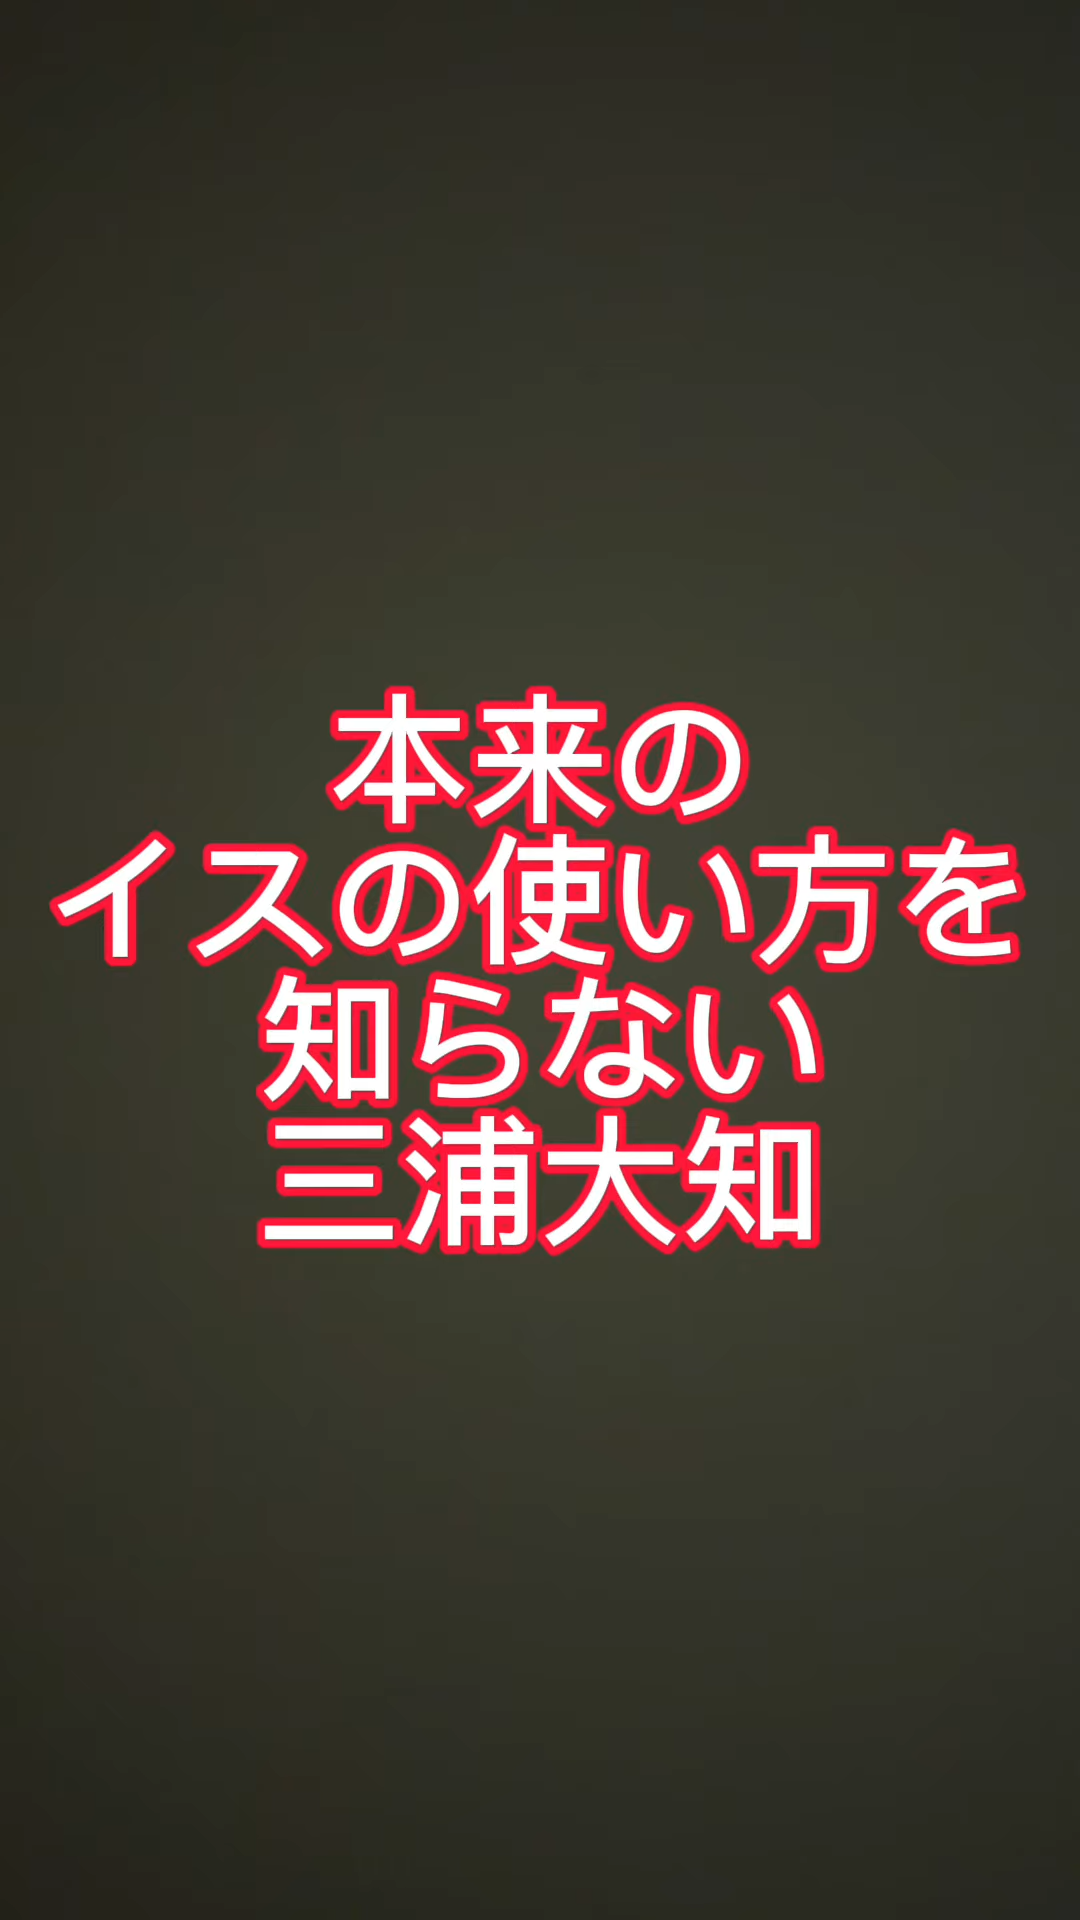 本来の
イスの使い方を
知らない
三浦大知